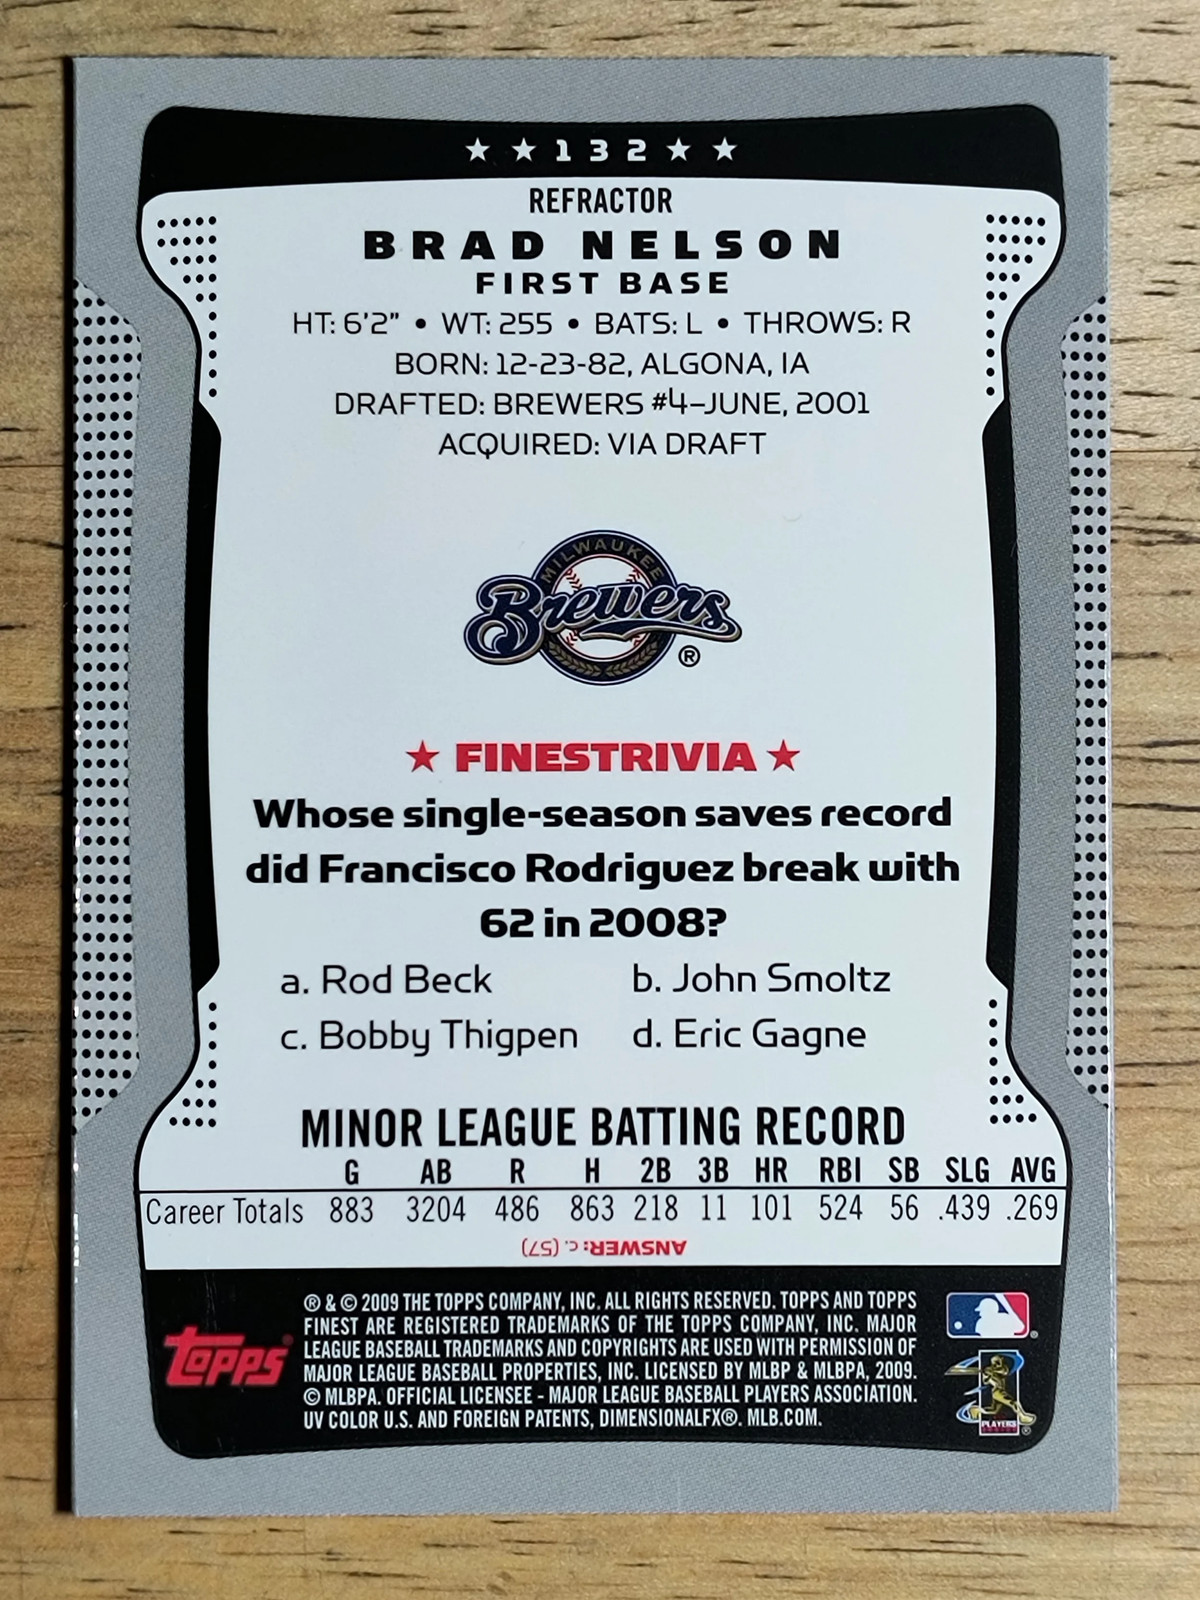 ★ ★ 132 ★ ★
REFRACTOR
BRAD NELSON
FIRST BASE
HT: 6'2" • WT: 255 • BATS: L • THROWS: R
BORN: 12-23-82, ALGONA, IA
DRAFTED: BREWERS #4–JUNE, 2001
ACQUIRED: VIA DRAFT
MILWAUKEE
Brewers
®
★ FINESTRIVIA ★
Whose single-season saves record
did Francisco Rodriguez break with
62 in 2008?
a. Rod Beck b. John Smoltz
c. Bobby Thigpen d. Eric Gagne
MINOR LEAGUE BATTING RECORD
G AB R H 2B 3B HR RBI SB SLG AVG
Career Totals 883 3204 486 863 218 11 101 524 56 .439 .269
ANSWER: c. (57)
topps®
® & © 2009 THE TOPPS COMPANY, INC. ALL RIGHTS RESERVED. TOPPS AND TOPPS
FINEST ARE REGISTERED TRADEMARKS OF THE TOPPS COMPANY, INC. MAJOR
LEAGUE BASEBALL TRADEMARKS AND COPYRIGHTS ARE USED WITH PERMISSION OF
MAJOR LEAGUE BASEBALL PROPERTIES, INC. LICENSED BY MLBP & MLBPA, 2009.
© MLBPA. OFFICIAL LICENSEE - MAJOR LEAGUE BASEBALL PLAYERS ASSOCIATION.
UV COLOR U.S. AND FOREIGN PATENTS, DIMENSIONALFX®. MLB.COM.
®
PLAYERS
®